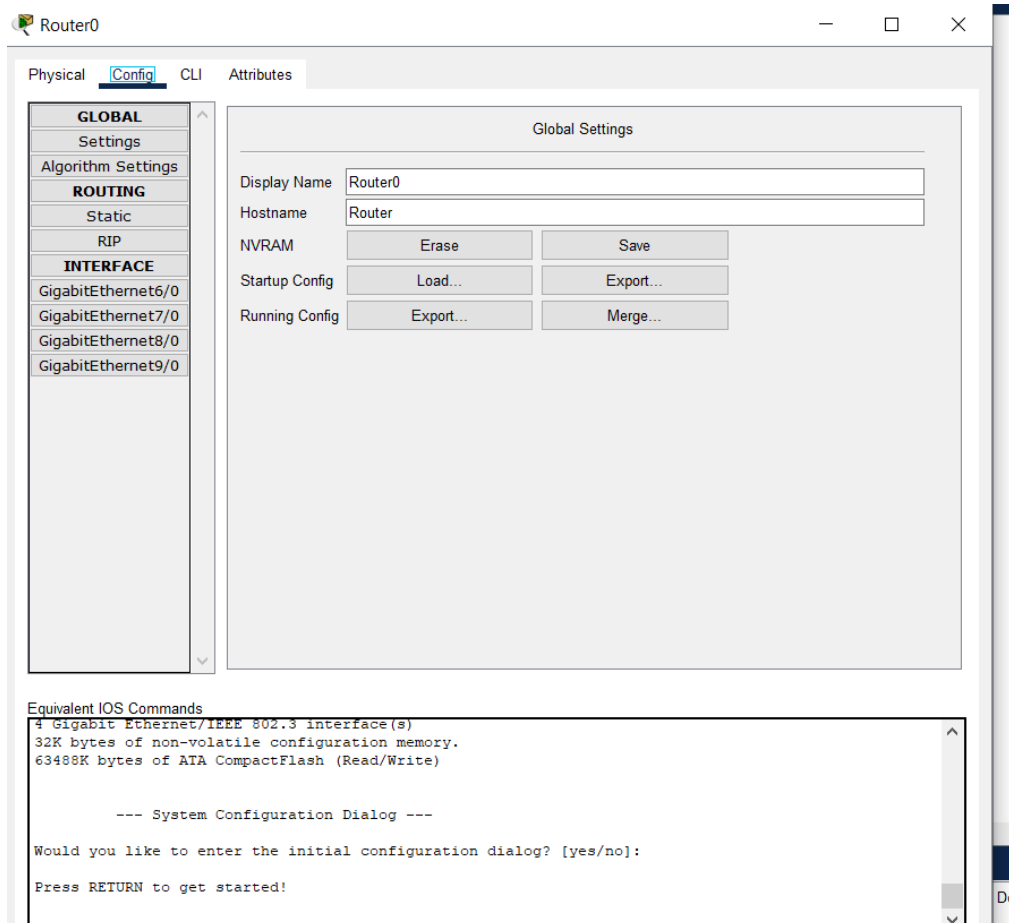 Router0
Physical Config CLI Attributes
GLOBAL
Settings
Algorithm Settings
ROUTING
Static
RIP
INTERFACE
GigabitEthernet6/0
GigabitEthernet7/0
GigabitEthernet8/0
GigabitEthernet9/0
Global Settings
Display Name Router0
Hostname Router
NVRAM Erase Save
Startup Config Load... Export...
Running Config Export... Merge...
Equivalent IOS Commands
4 Gigabit Ethernet/IEEE 802.3 interface(s)
32K bytes of non-volatile configuration memory.
63488K bytes of ATA CompactFlash (Read/Write)
--- System Configuration Dialog ---
Would you like to enter the initial configuration dialog? [yes/no]:
Press RETURN to get started!